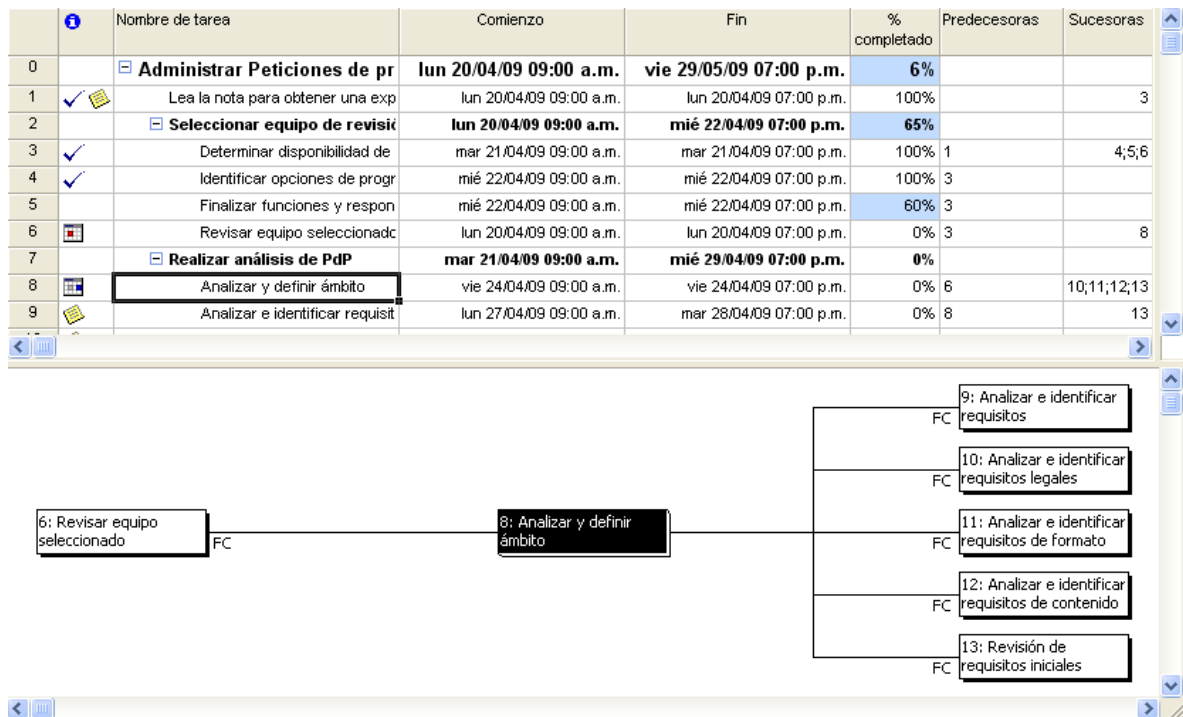 Nombre de tarea Comienzo Fin % completado Predecesoras Sucesoras
0 Administrar Peticiones de pr lun 20/04/09 09:00 a.m. vie 29/05/09 07:00 p.m. 6%
1 Lea la nota para obtener una exp lun 20/04/09 09:00 a.m. lun 20/04/09 07:00 p.m. 100% 3
2 Seleccionar equipo de revisió lun 20/04/09 09:00 a.m. mié 22/04/09 07:00 p.m. 65%
3 Determinar disponibilidad de mar 21/04/09 09:00 a.m. mar 21/04/09 07:00 p.m. 100% 1 4;5;6
4 Identificar opciones de progr mié 22/04/09 09:00 a.m. mié 22/04/09 07:00 p.m. 100% 3
5 Finalizar funciones y respon mié 22/04/09 09:00 a.m. mié 22/04/09 07:00 p.m. 60% 3
6 Revisar equipo seleccionado lun 20/04/09 09:00 a.m. lun 20/04/09 07:00 p.m. 0% 3 8
7 Realizar análisis de PdP mar 21/04/09 09:00 a.m. mié 29/04/09 07:00 p.m. 0%
8 Analizar y definir ámbito vie 24/04/09 09:00 a.m. vie 24/04/09 07:00 p.m. 0% 6 10;11;12;13
9 Analizar e identificar requisit lun 27/04/09 09:00 a.m. mar 28/04/09 07:00 p.m. 0% 8 13
6: Revisar equipo
seleccionado
FC
8: Analizar y definir
ámbito
9: Analizar e identificar
requisitos
FC
10: Analizar e identificar
requisitos legales
FC
11: Analizar e identificar
requisitos de formato
FC
12: Analizar e identificar
requisitos de contenido
FC
13: Revisión de
requisitos iniciales
FC